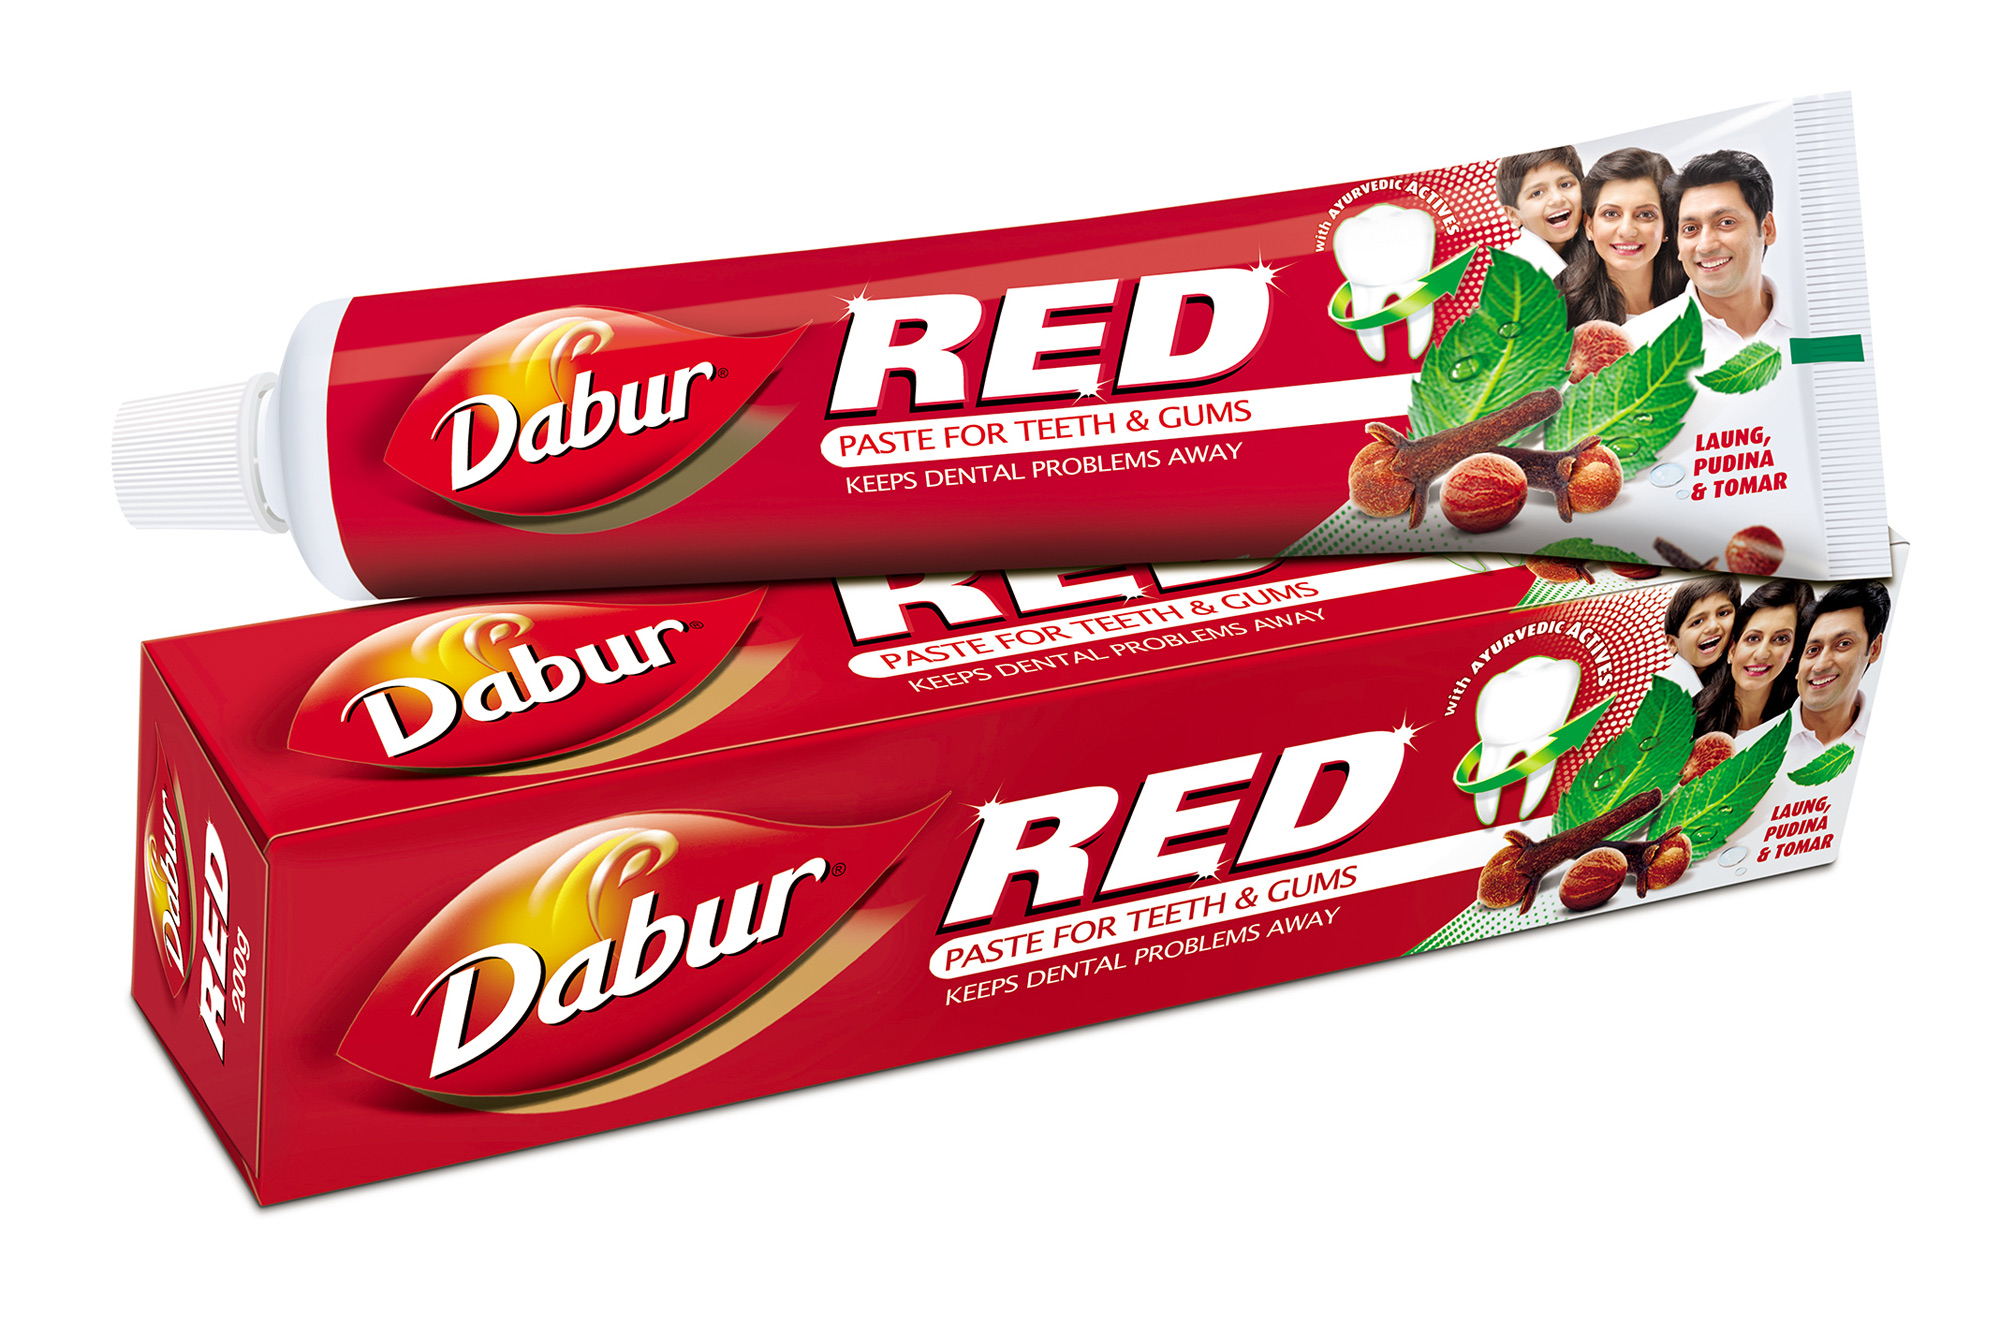 Dabur®
RED
PASTE FOR TEETH & GUMS
KEEPS DENTAL PROBLEMS AWAY
with AYURVEDIC ACTIVES
LAUNG,
PUDINA
& TOMAR
Dabur®
RED
PASTE FOR TEETH & GUMS
KEEPS DENTAL PROBLEMS AWAY
Dabur
RED
200g
Dabur®
RED
PASTE FOR TEETH & GUMS
KEEPS DENTAL PROBLEMS AWAY
with AYURVEDIC ACTIVES
LAUNG,
PUDINA
& TOMAR